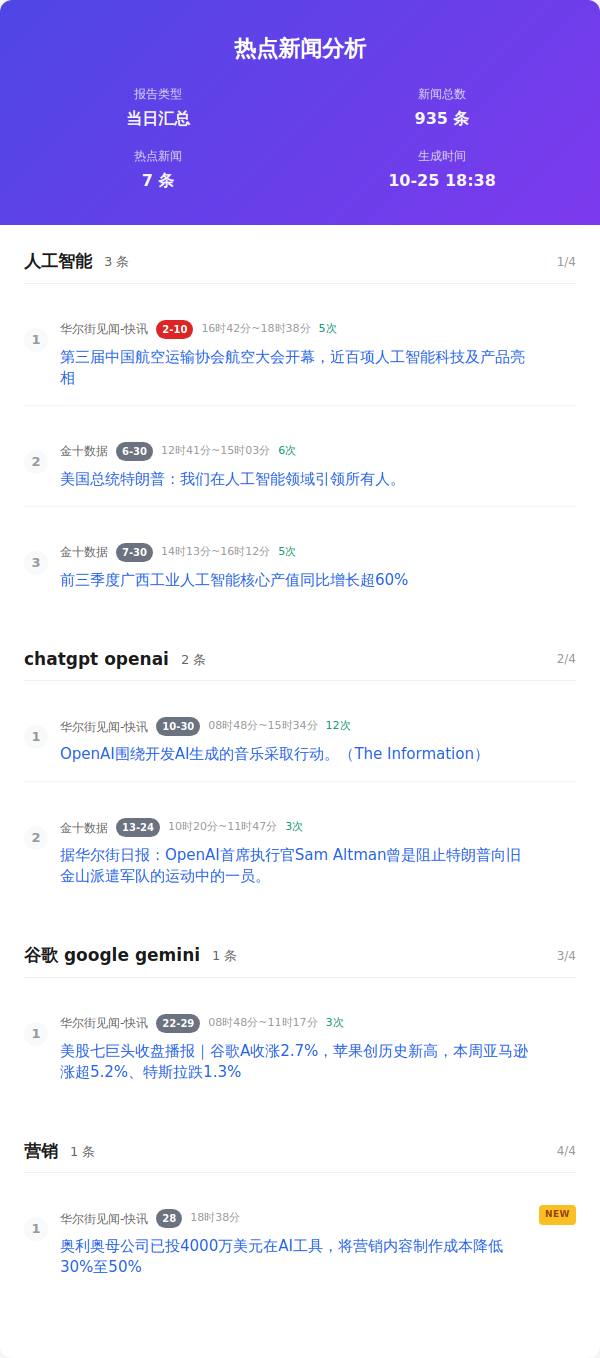 热点新闻分析
报告类型
当日汇总
新闻总数
935 条
热点新闻
7 条
生成时间
10-25 18:38
人工智能 3 条 1/4
1
华尔街见闻-快讯 2-10 16时42分~18时38分 5次
第三届中国航空运输协会航空大会开幕，近百项人工智能科技及产品亮
相
2
金十数据 6-30 12时41分~15时03分 6次
美国总统特朗普：我们在人工智能领域引领所有人。
3
金十数据 7-30 14时13分~16时12分 5次
前三季度广西工业人工智能核心产值同比增长超60%
chatgpt openai 2 条 2/4
1
华尔街见闻-快讯 10-30 08时48分~15时34分 12次
OpenAI围绕开发AI生成的音乐采取行动。（The Information）
2
金十数据 13-24 10时20分~11时47分 3次
据华尔街日报：OpenAI首席执行官Sam Altman曾是阻止特朗普向旧
金山派遣军队的运动中的一员。
谷歌 google gemini 1 条 3/4
1
华尔街见闻-快讯 22-29 08时48分~11时17分 3次
美股七巨头收盘播报｜谷歌A收涨2.7%，苹果创历史新高，本周亚马逊
涨超5.2%、特斯拉跌1.3%
营销 1 条 4/4
1
华尔街见闻-快讯 28 18时38分 NEW
奥利奥母公司已投4000万美元在AI工具，将营销内容制作成本降低
30%至50%